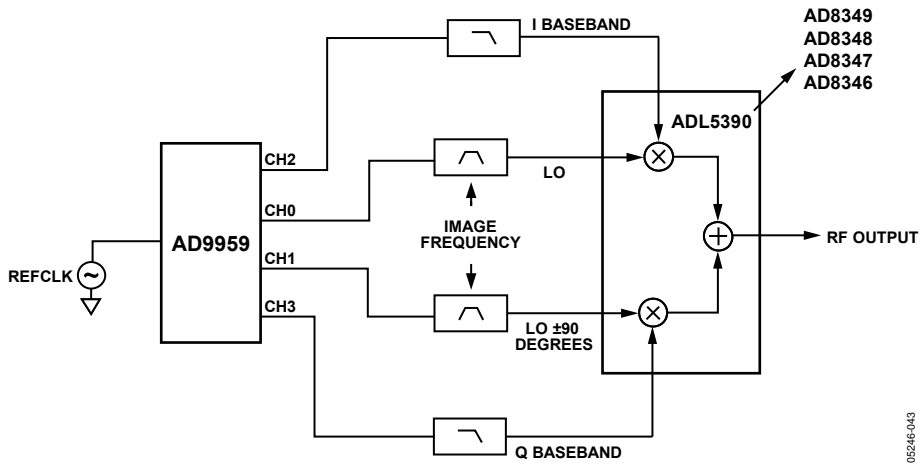 I BASEBAND
AD8349
AD8348
AD8347
AD8346
ADL5390
CH2
LO
CH0
IMAGE
FREQUENCY
AD9959
RF OUTPUT
REFCLK
~
CH1
CH3
LO ±90
DEGREES
Q BASEBAND
05246-043